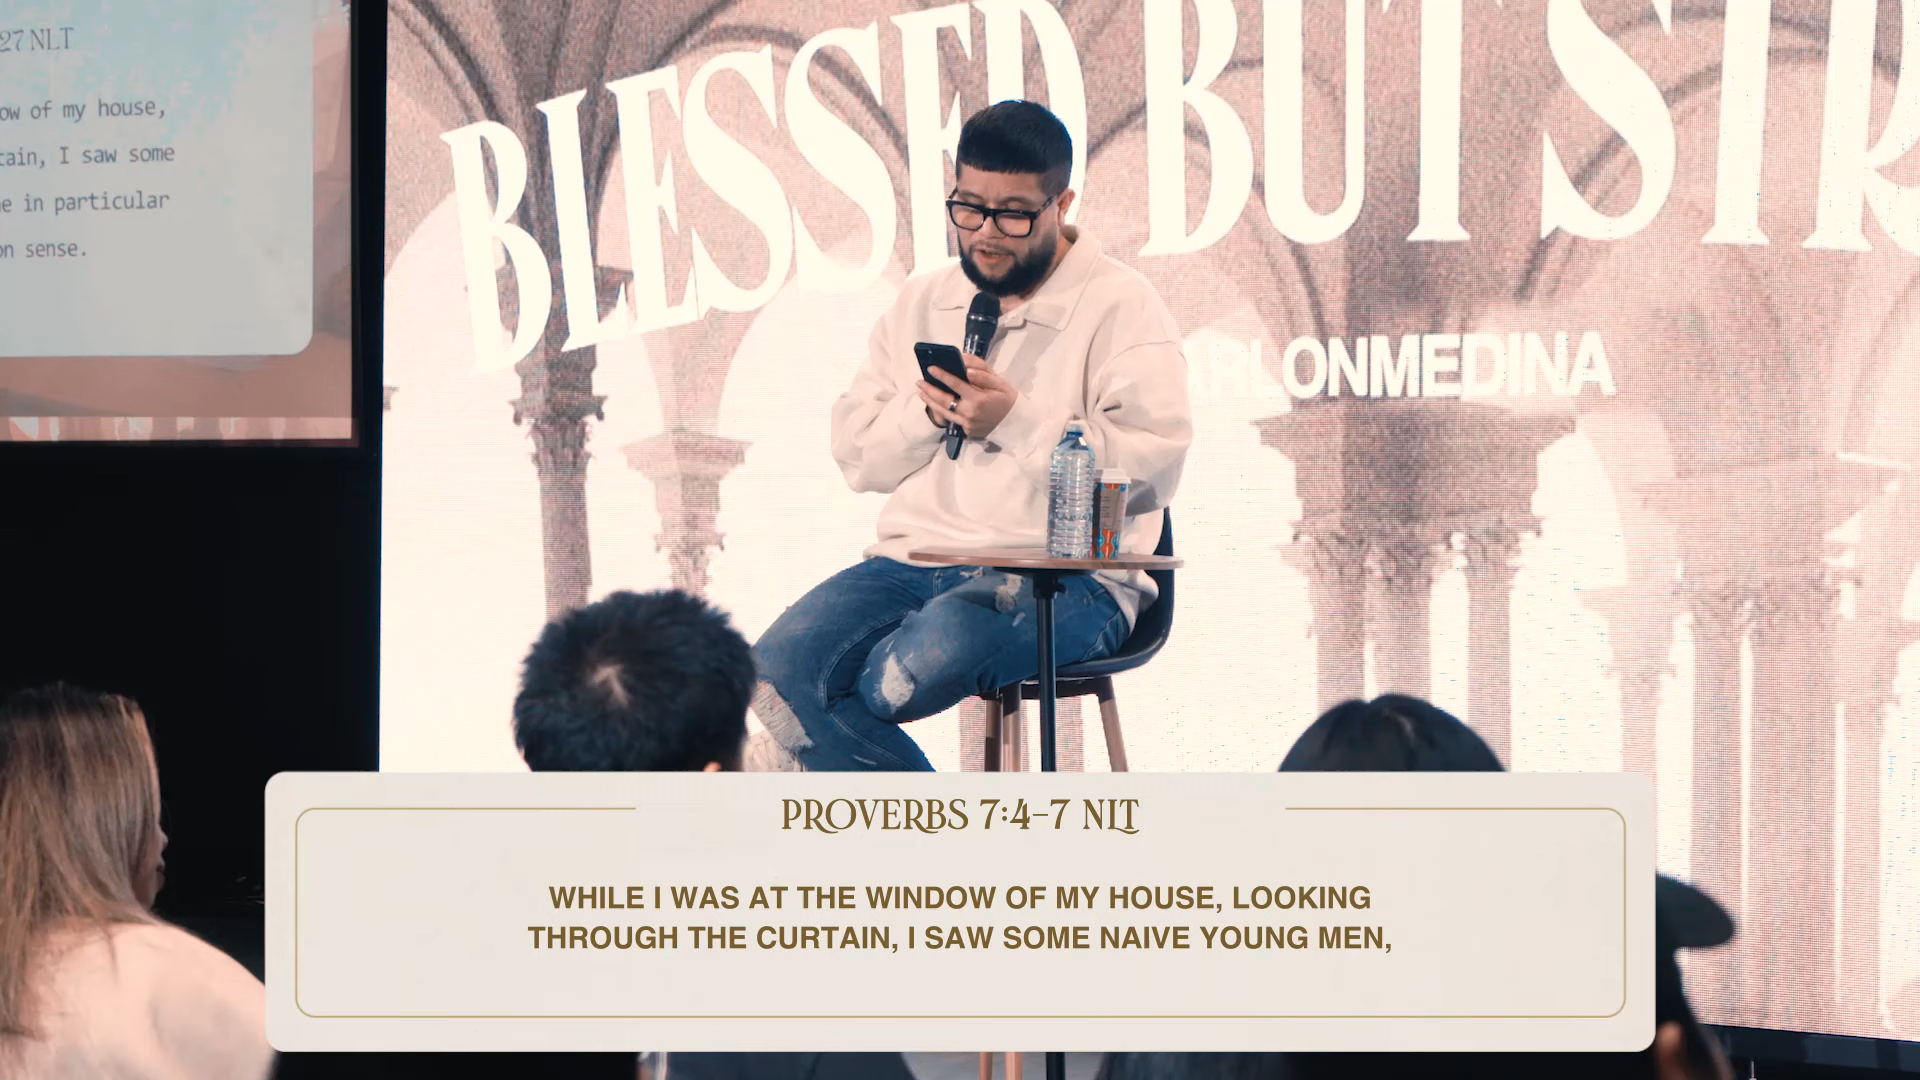 27 NLT
ow of my house,
tain, I saw some
e in particular
on sense.
BLESSED BUT STR
ARLONMEDINA
PROVERBS 7:4-7 NLT
WHILE I WAS AT THE WINDOW OF MY HOUSE, LOOKING
THROUGH THE CURTAIN, I SAW SOME NAIVE YOUNG MEN,